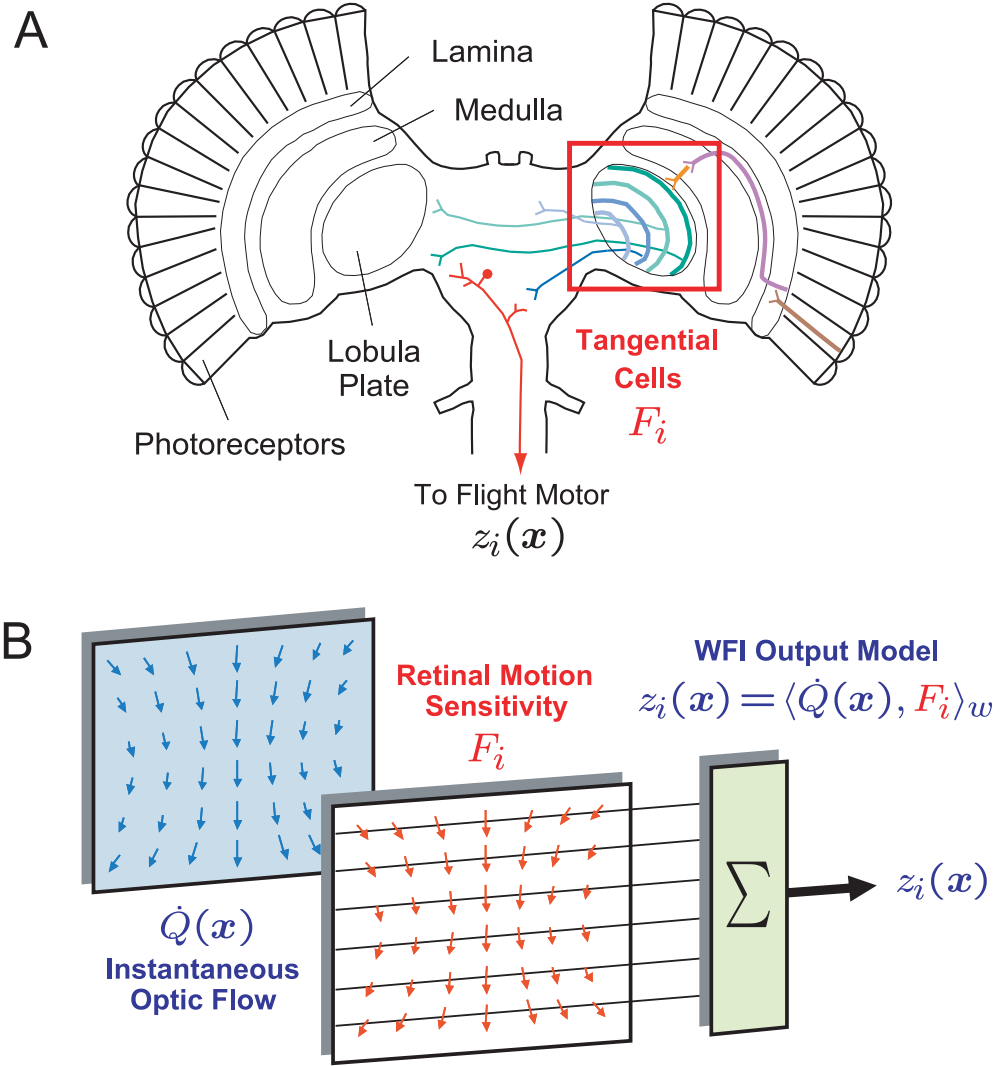 A
Lamina
Medulla
Lobula
Plate
Photoreceptors
Tangential
Cells
F_i
To Flight Motor
z_i(x)
B
Retinal Motion
Sensitivity
F_i
WFI Output Model
z_i(x) = ⟨Q̇(x), F_i⟩_w
Q̇(x)
Instantaneous
Optic Flow
∑
z_i(x)